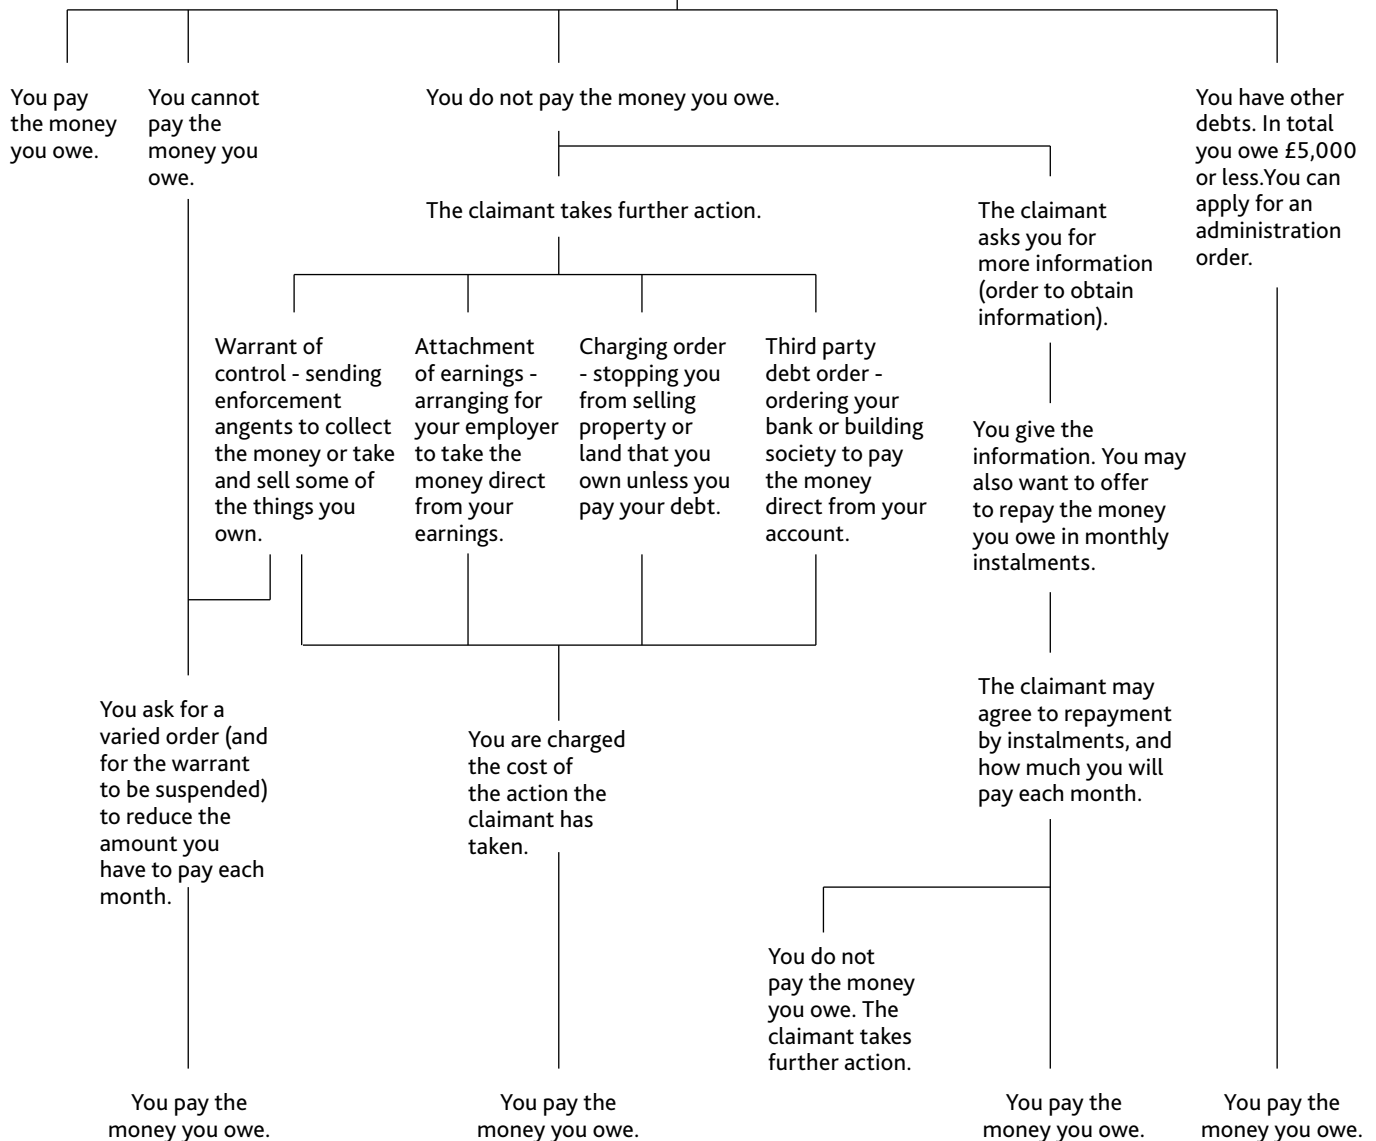 You pay
the money
you owe.
You cannot
pay the
money you
owe.
You do not pay the money you owe.
You have other
debts. In total
you owe £5,000
or less.You can
apply for an
administration
order.
The claimant takes further action.
The claimant
asks you for
more information
(order to obtain
information).
Warrant of
control - sending
enforcement
angents to collect
the money or take
and sell some of
the things you
own.
Attachment
of earnings -
arranging for
your employer
to take the
money direct
from your
earnings.
Charging order
- stopping you
from selling
property or
land that you
own unless you
pay your debt.
Third party
debt order -
ordering your
bank or building
society to pay
the money
direct from your
account.
You give the
information. You may
also want to offer
to repay the money
you owe in monthly
instalments.
You ask for a
varied order (and
for the warrant
to be suspended)
to reduce the
amount you
have to pay each
month.
You are charged
the cost of
the action the
claimant has
taken.
The claimant may
agree to repayment
by instalments, and
how much you will
pay each month.
You do not
pay the money
you owe. The
claimant takes
further action.
You pay the
money you owe.
You pay the
money you owe.
You pay the
money you owe.
You pay the
money you owe.